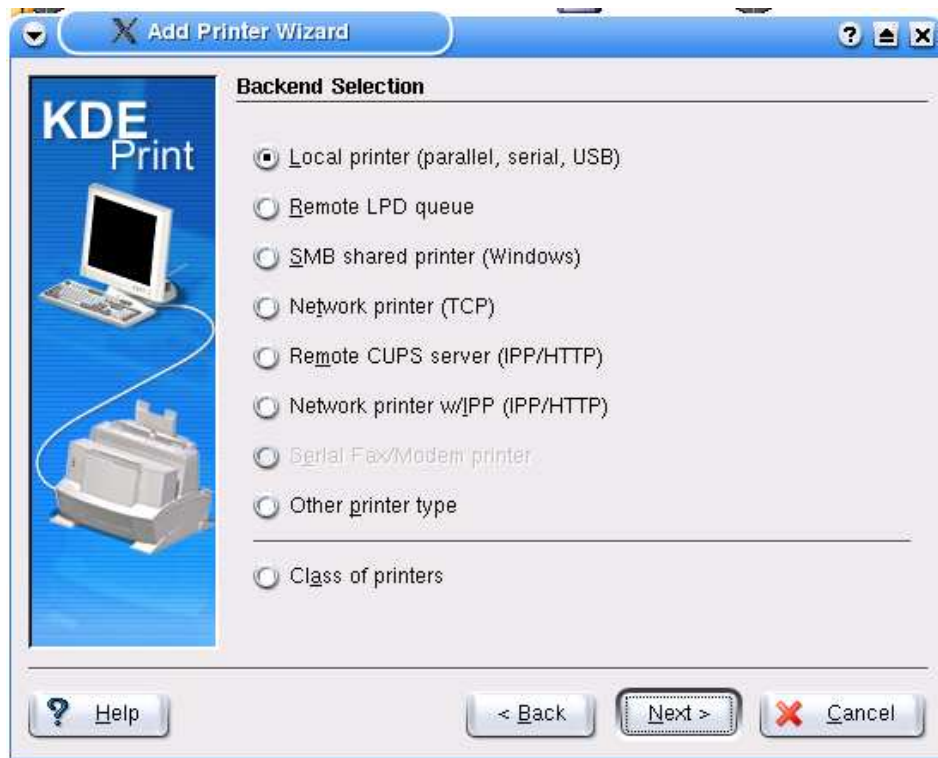 Add Printer Wizard
Backend Selection
KDE
Print
Local printer (parallel, serial, USB)
Remote LPD queue
SMB shared printer (Windows)
Network printer (TCP)
Remote CUPS server (IPP/HTTP)
Network printer w/IPP (IPP/HTTP)
Serial Fax/Modem printer
Other printer type
Class of printers
Help
< Back
Next >
Cancel